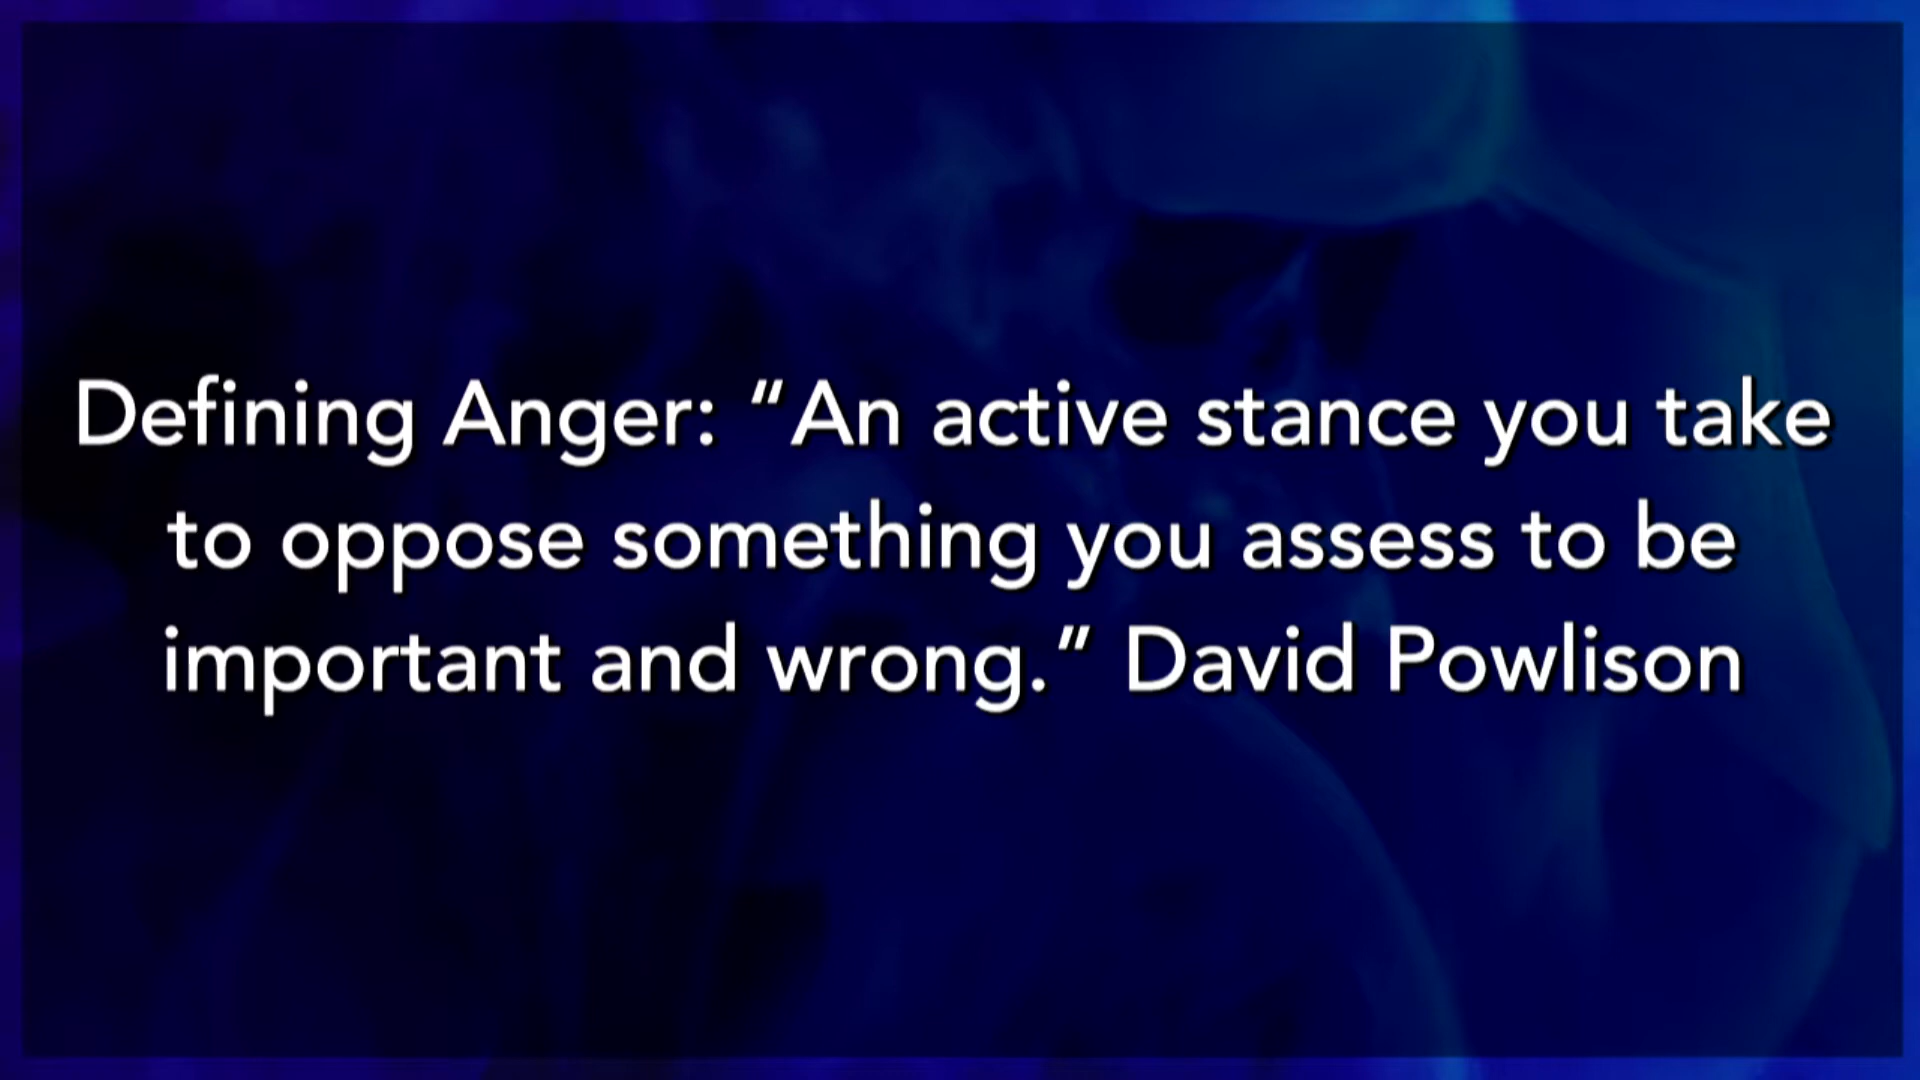 Defining Anger: “An active stance you take
to oppose something you assess to be
important and wrong.” David Powlison